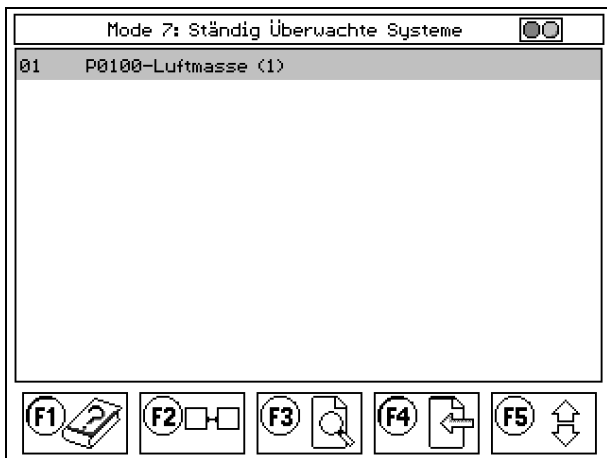 Mode 7: Ständig Überwachte Systeme
01 P0100-Luftmasse (1)
F1 F2 F3 F4 F5